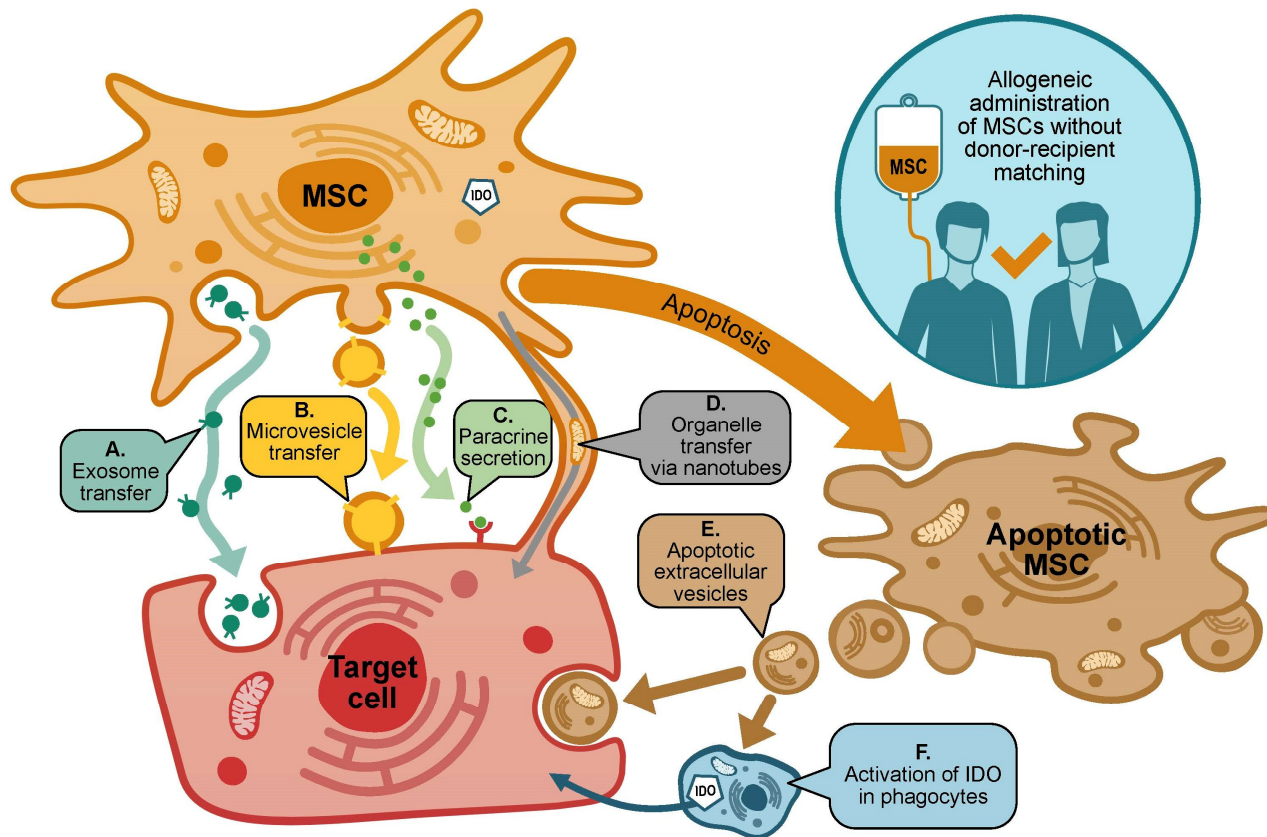 MSC
IDO
Allogeneic
administration
of MSCs without
donor-recipient
matching
MSC
Apoptosis
A.
Exosome
transfer
B.
Microvesicle
transfer
C.
Paracrine
secretion
D.
Organelle
transfer
via nanotubes
E.
Apoptotic
extracellular
vesicles
Apoptotic
MSC
Target
cell
IDO
F.
Activation of IDO
in phagocytes